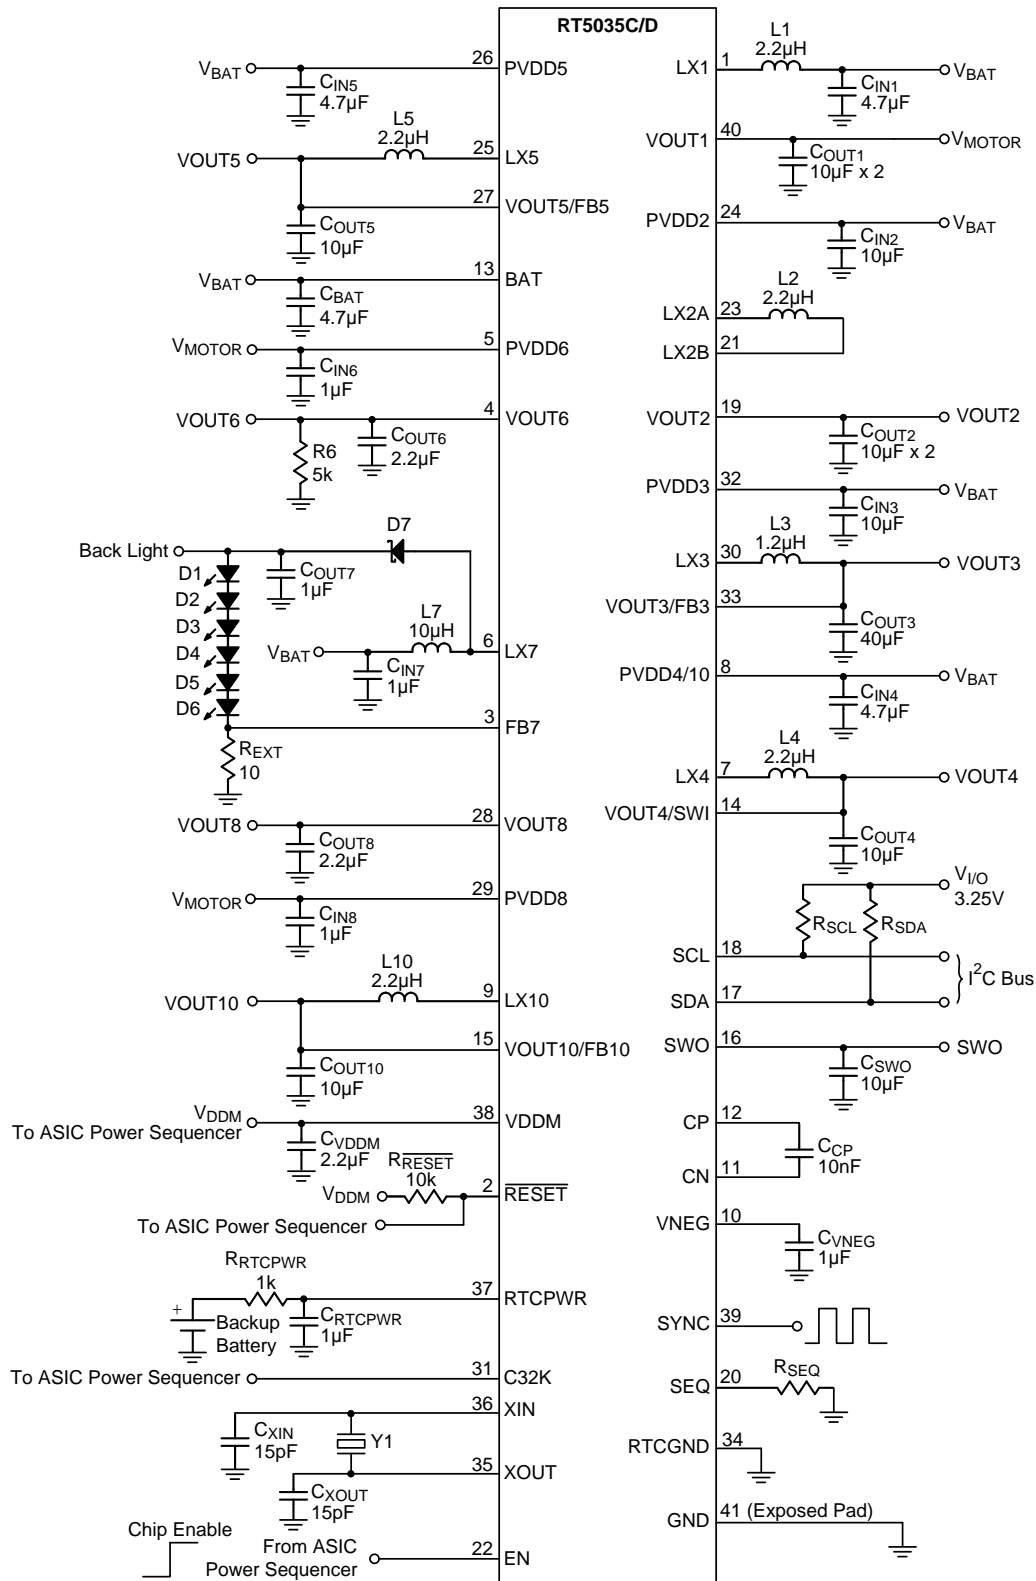 RT5035C/D
VBAT
CIN5
4.7µF
26
PVDD5
L5
2.2µH
VOUT5
25
LX5
27
VOUT5/FB5
COUT5
10µF
VBAT
13
BAT
CBAT
4.7µF
VMOTOR
5
PVDD6
CIN6
1µF
VOUT6
4
VOUT6
R6
5k
COUT6
2.2µF
D7
Back Light
D1
D2
D3
D4
D5
D6
COUT7
1µF
L7
10µH
VBAT
6
LX7
CIN7
1µF
3
FB7
REXT
10
VOUT8
28
VOUT8
COUT8
2.2µF
VMOTOR
29
PVDD8
CIN8
1µF
L10
2.2µH
VOUT10
9
LX10
15
VOUT10/FB10
COUT10
10µF
VDDM
To ASIC Power Sequencer
38
VDDM
CVDDM
2.2µF
RRESET
10k
VDDM
2
RESET
To ASIC Power Sequencer
RRTCPWR
1k
37
RTCPWR
+
Backup
Battery
CRTCPWR
1µF
To ASIC Power Sequencer
31
C32K
36
XIN
CXIN
15pF
Y1
35
XOUT
CXOUT
15pF
Chip Enable
From ASIC
Power Sequencer
22
EN
L1
2.2µH
LX1
1
VBAT
CIN1
4.7µF
VOUT1
40
VMOTOR
COUT1
10µF x 2
PVDD2
24
VBAT
CIN2
10µF
L2
2.2µH
LX2A
23
LX2B
21
VOUT2
19
VOUT2
COUT2
10µF x 2
PVDD3
32
VBAT
CIN3
10µF
L3
1.2µH
LX3
30
VOUT3
VOUT3/FB3
33
COUT3
40µF
PVDD4/10
8
VBAT
CIN4
4.7µF
L4
2.2µH
LX4
7
VOUT4
VOUT4/SWI
14
COUT4
10µF
VI/O
3.25V
RSCL
RSDA
SCL
18
I2C Bus
SDA
17
SWO
16
SWO
CSWO
10µF
CP
12
CCP
10nF
CN
11
VNEG
10
CVNEG
1µF
SYNC
39
SEQ
20
RSEQ
RTCGND
34
GND
41 (Exposed Pad)